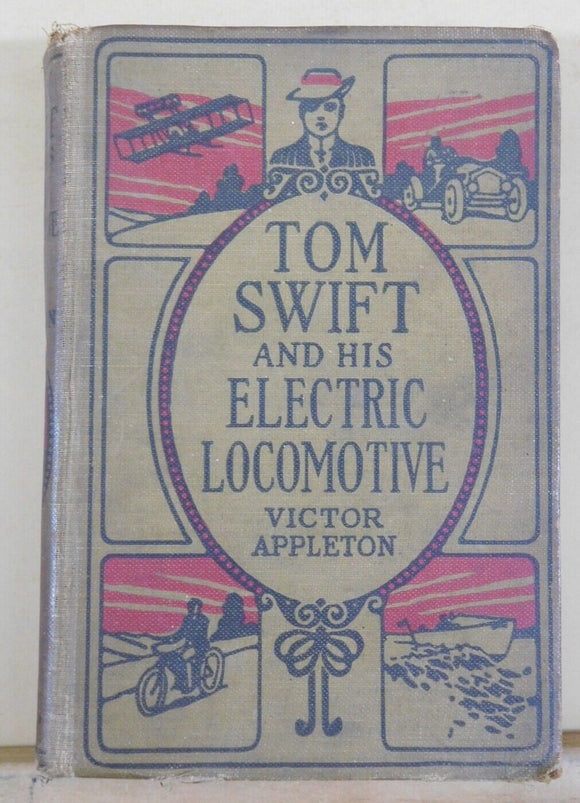 TOM
SWIFT
AND HIS
ELECTRIC
LOCOMOTIVE
VICTOR
APPLETON